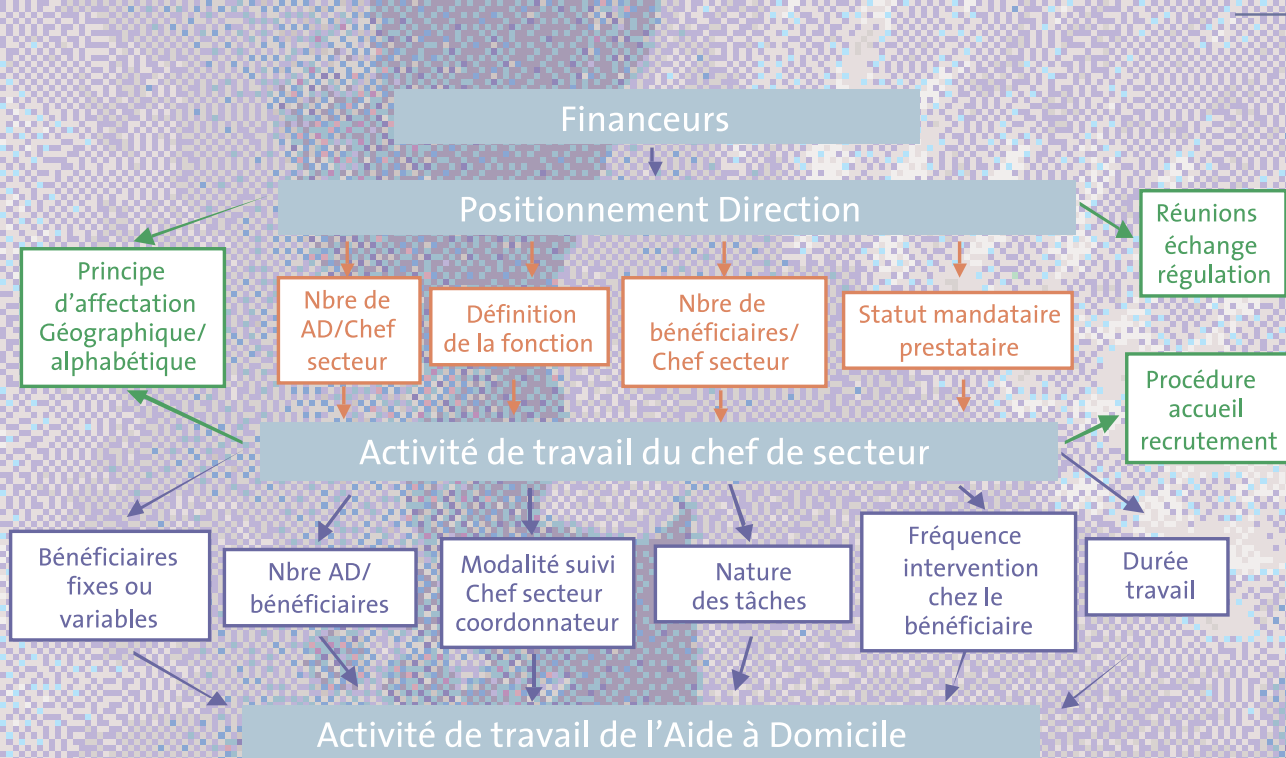 Financeurs
Positionnement Direction
Réunions
échange
régulation
Principe
d'affectation
Géographique/
alphabétique
Nbre de
AD/Chef
secteur
Définition
de la fonction
Nbre de
bénéficiaires/
Chef secteur
Statut mandataire
prestataire
Procédure
accueil
recrutement
Activité de travail du chef de secteur
Bénéficiaires
fixes ou
variables
Nbre AD/
bénéficiaires
Modalité suivi
Chef secteur
coordonnateur
Nature
des tâches
Fréquence
intervention
chez le
bénéficiaire
Durée
travail
Activité de travail de l'Aide à Domicile